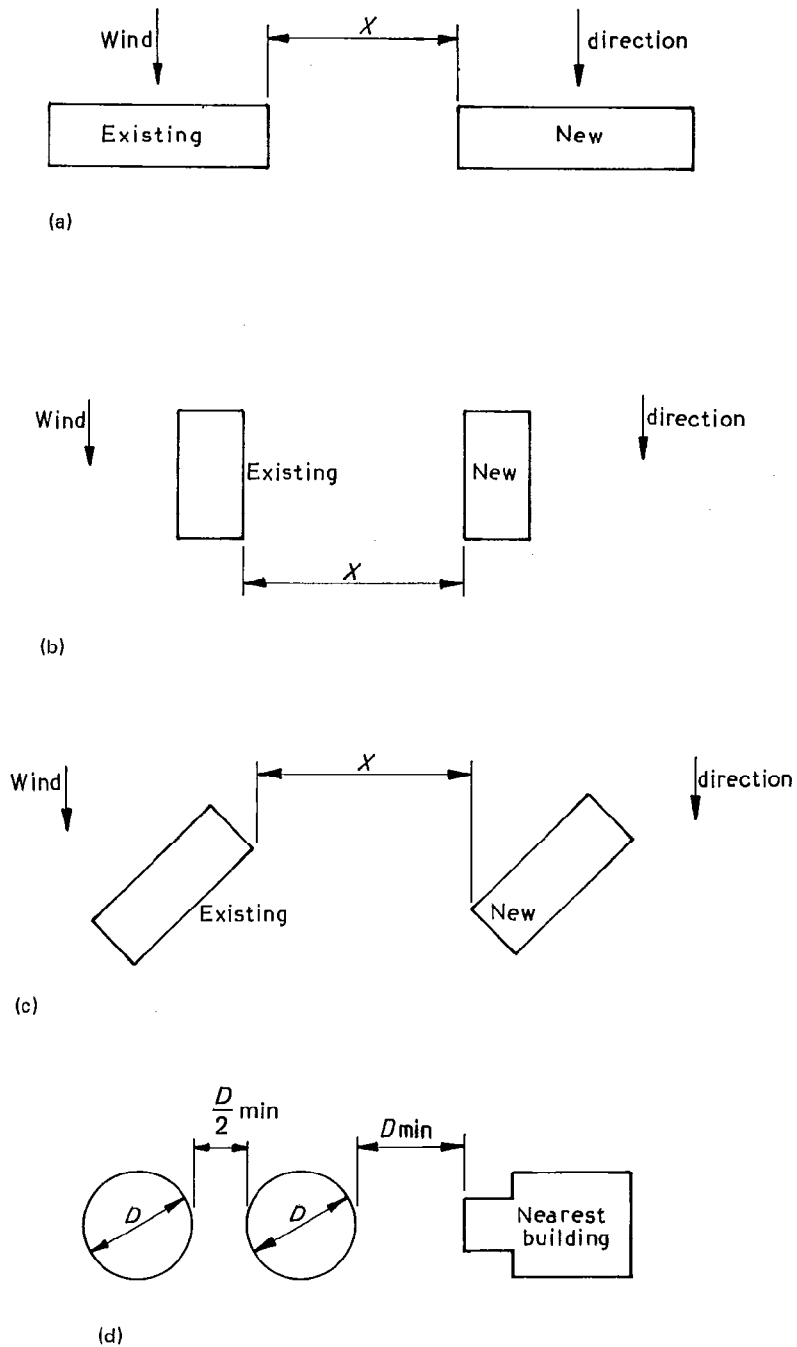 Wind X direction
Existing New
(a)
Wind direction
Existing New
X
(b)
Wind X direction
Existing New
(c)
D/2 min D min
D D Nearest
building
(d)